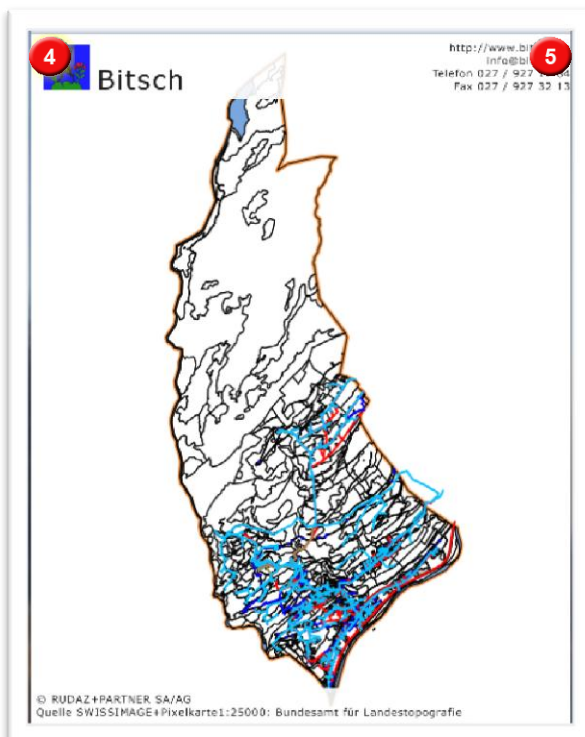 4
5
http://www.bit
info@bi
Bitsch
Telefon 027 / 927
Fax 027 / 927 32 13
© RUDAZ+PARTNER SA/AG
Quelle SWISSIMAGE+Pixelkarte1:25000: Bundesamt für Landestopografie